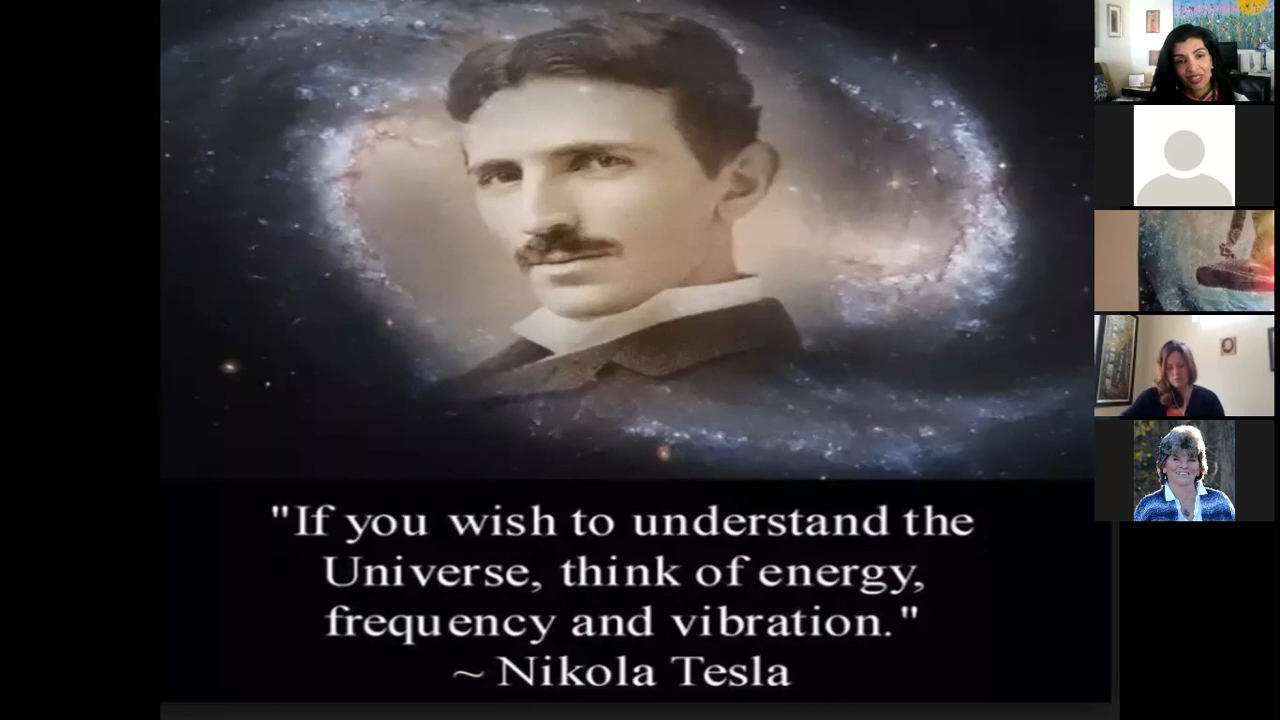 "If you wish to understand the
Universe, think of energy,
frequency and vibration."
~ Nikola Tesla